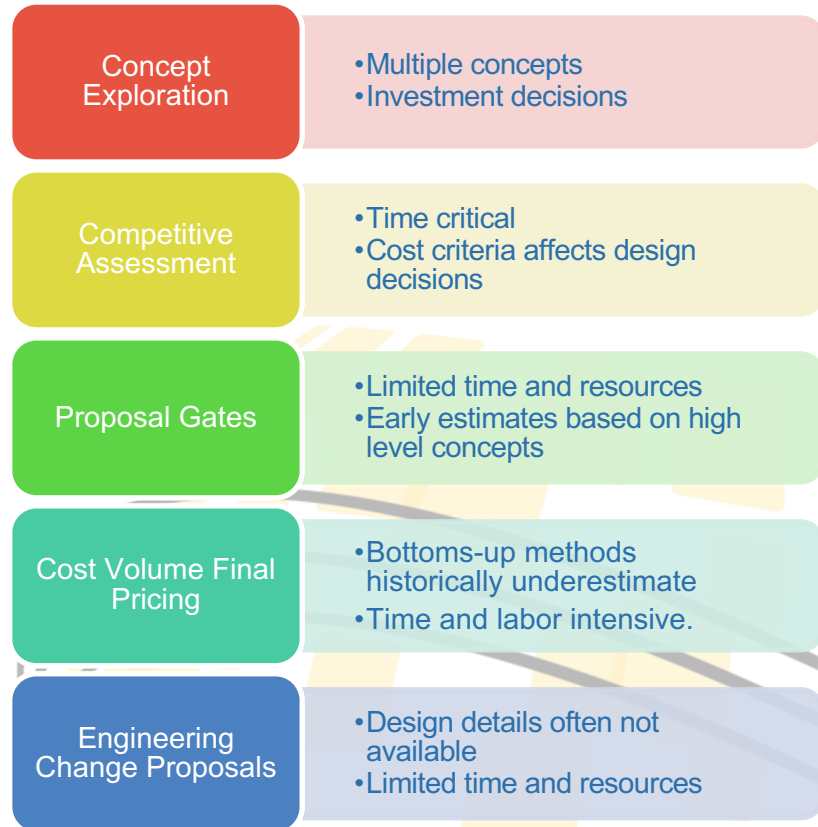 Concept
Exploration
•Multiple concepts
•Investment decisions
Competitive
Assessment
•Time critical
•Cost criteria affects design
decisions
Proposal Gates
•Limited time and resources
•Early estimates based on high
level concepts
Cost Volume Final
Pricing
•Bottoms-up methods
historically underestimate
•Time and labor intensive.
Engineering
Change Proposals
•Design details often not
available
•Limited time and resources